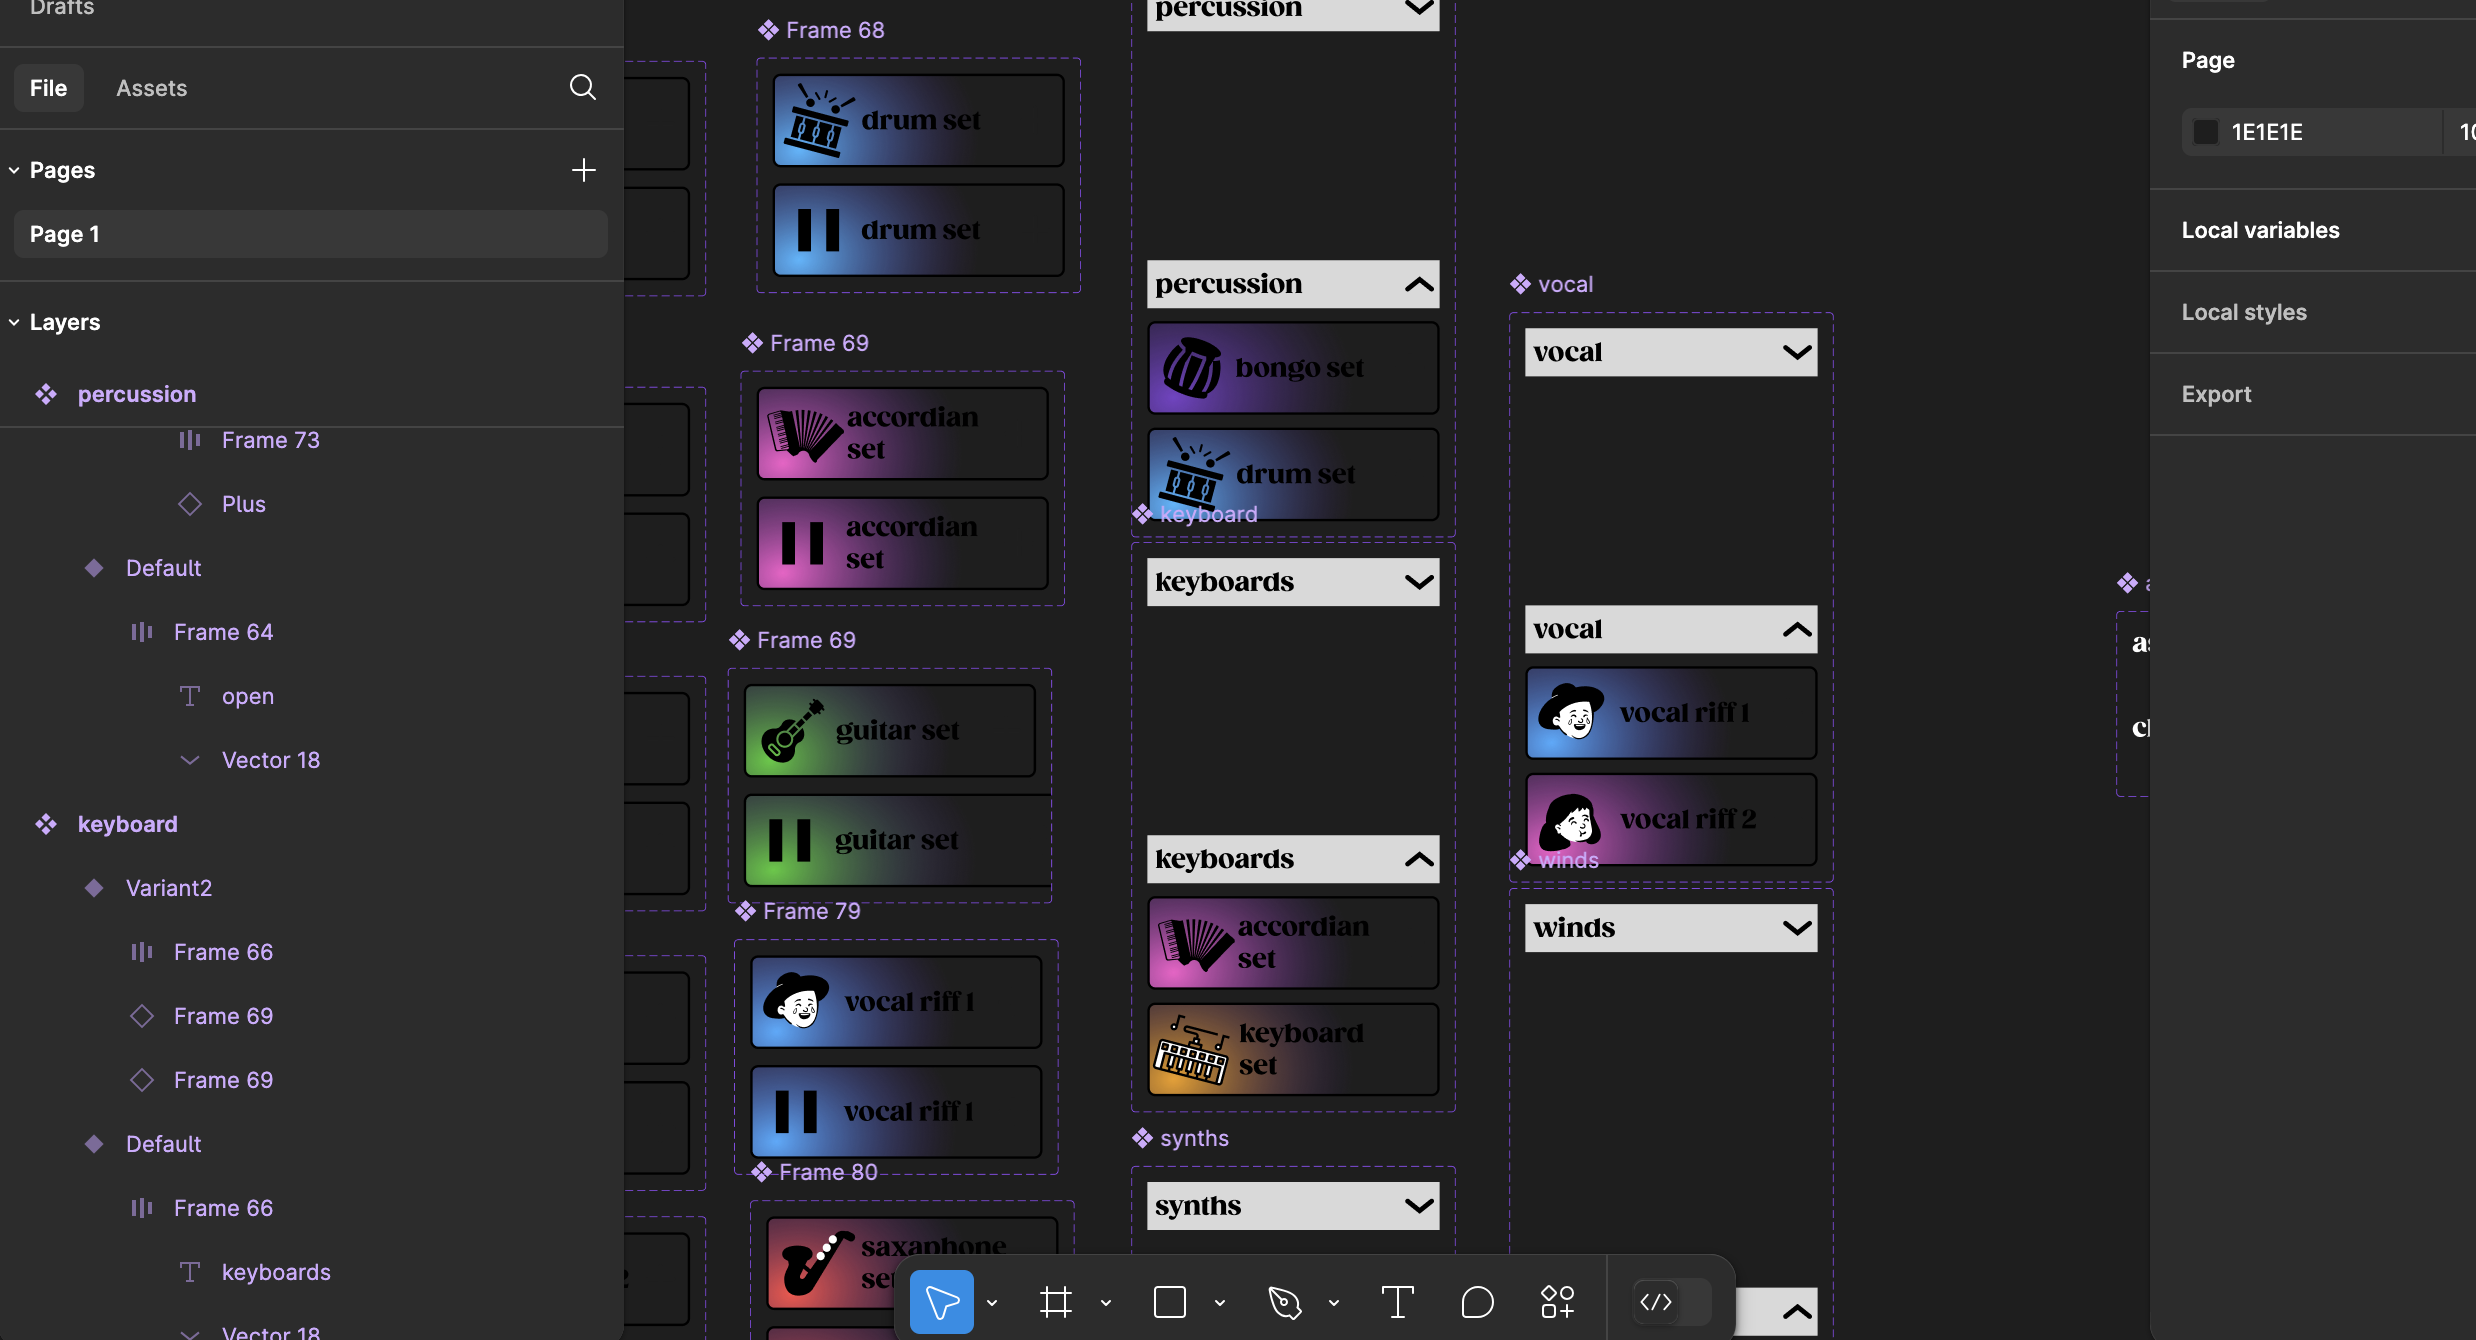 Drafts
File
Assets
Pages
Page 1
Layers
percussion
Frame 73
Plus
Default
Frame 64
open
Vector 18
keyboard
Variant2
Frame 66
Frame 69
Frame 69
Default
Frame 66
keyboards
Vector 18
Frame 68
drum set
drum set
Frame 69
accordian
set
accordian
set
Frame 69
guitar set
guitar set
Frame 79
vocal riff 1
vocal riff 1
Frame 80
saxaphone
set
percussion
percussion
bongo set
drum set
keyboard
keyboards
keyboards
accordian
set
keyboard
set
synths
synths
vocal
vocal
vocal
vocal riff 1
vocal riff 2
winds
winds
Page
1E1E1E
Local variables
Local styles
Export